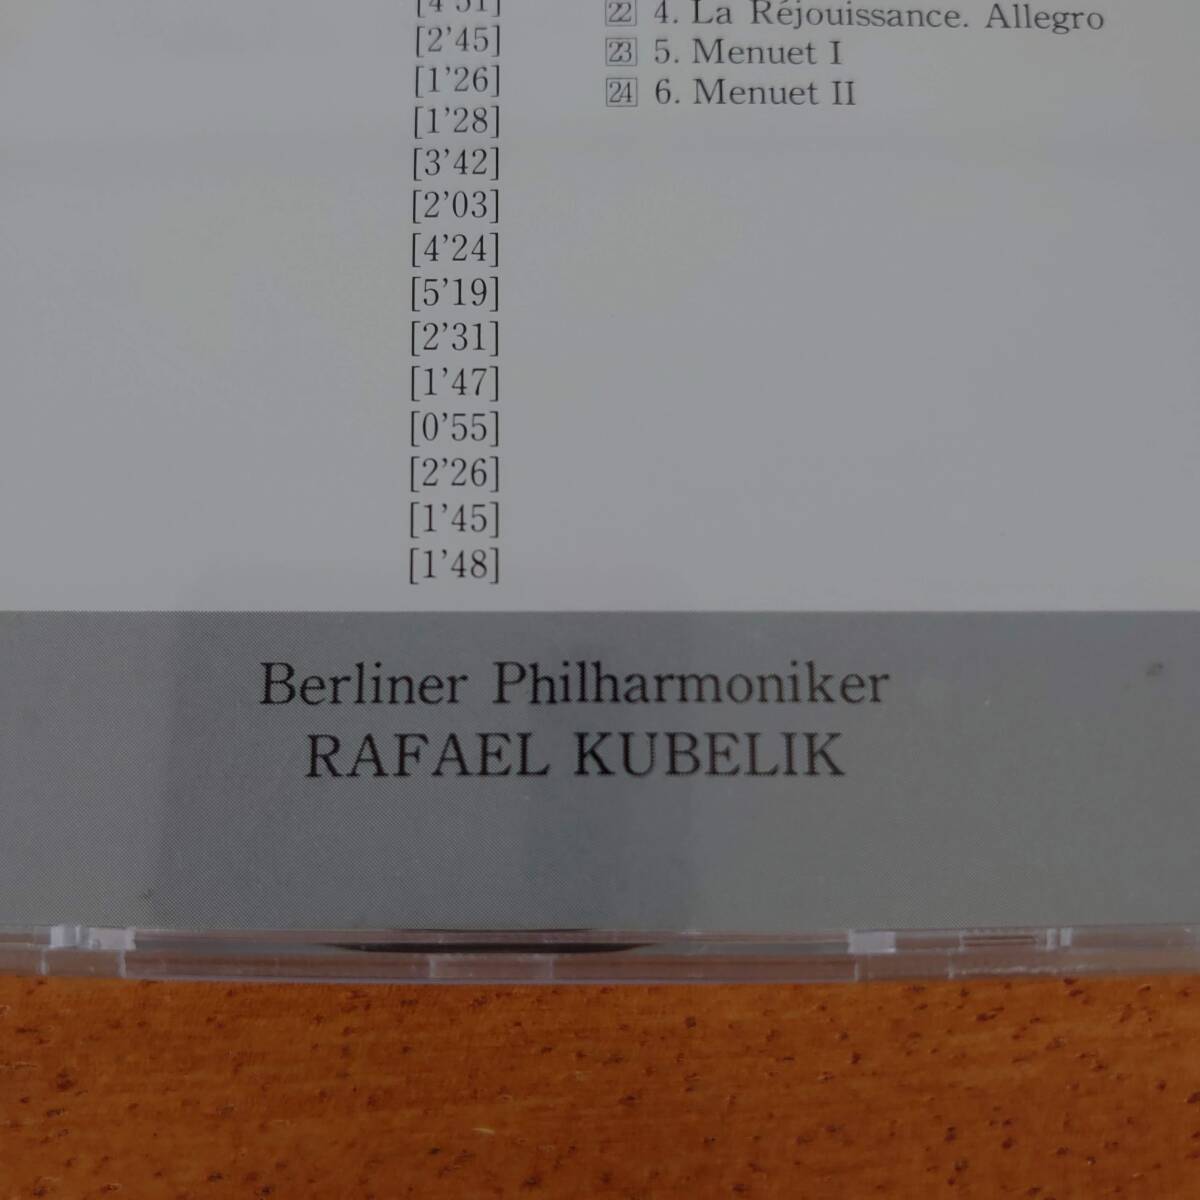 [4'51]
[2'45]
[1'26]
[1'28]
[3'42]
[2'03]
[4'24]
[5'19]
[2'31]
[1'47]
[0'55]
[2'26]
[1'45]
[1'48]
22 4. La Réjouissance. Allegro
23 5. Menuet I
24 6. Menuet II
Berliner Philharmoniker
RAFAEL KUBELIK